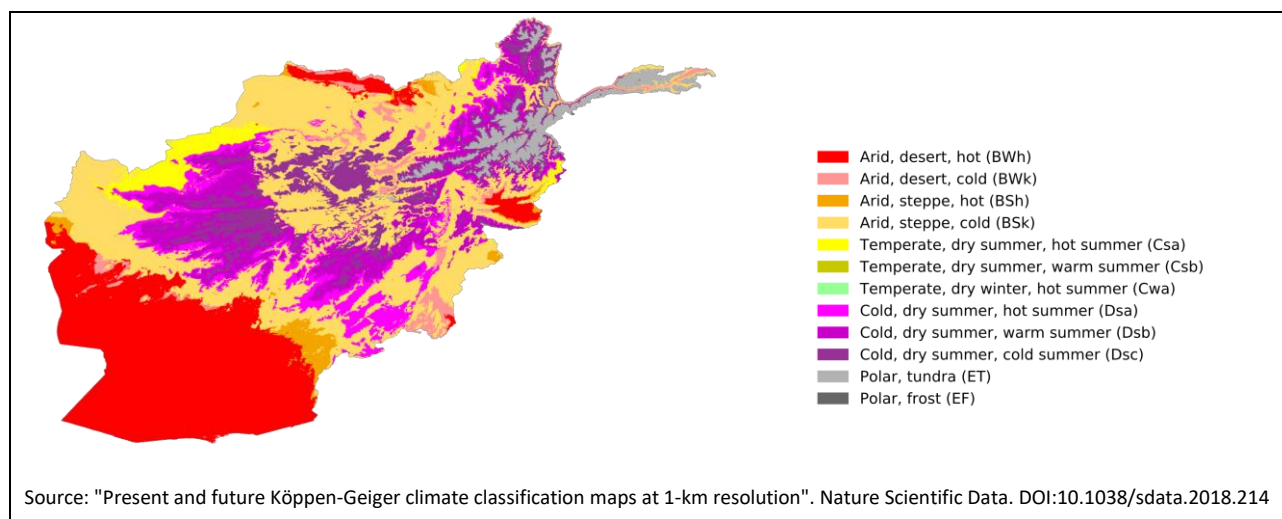 Arid, desert, hot (BWh)
Arid, desert, cold (BWk)
Arid, steppe, hot (BSh)
Arid, steppe, cold (BSk)
Temperate, dry summer, hot summer (Csa)
Temperate, dry summer, warm summer (Csb)
Temperate, dry winter, hot summer (Cwa)
Cold, dry summer, hot summer (Dsa)
Cold, dry summer, warm summer (Dsb)
Cold, dry summer, cold summer (Dsc)
Polar, tundra (ET)
Polar, frost (EF)
Source: "Present and future Köppen-Geiger climate classification maps at 1-km resolution". Nature Scientific Data. DOI:10.1038/sdata.2018.214